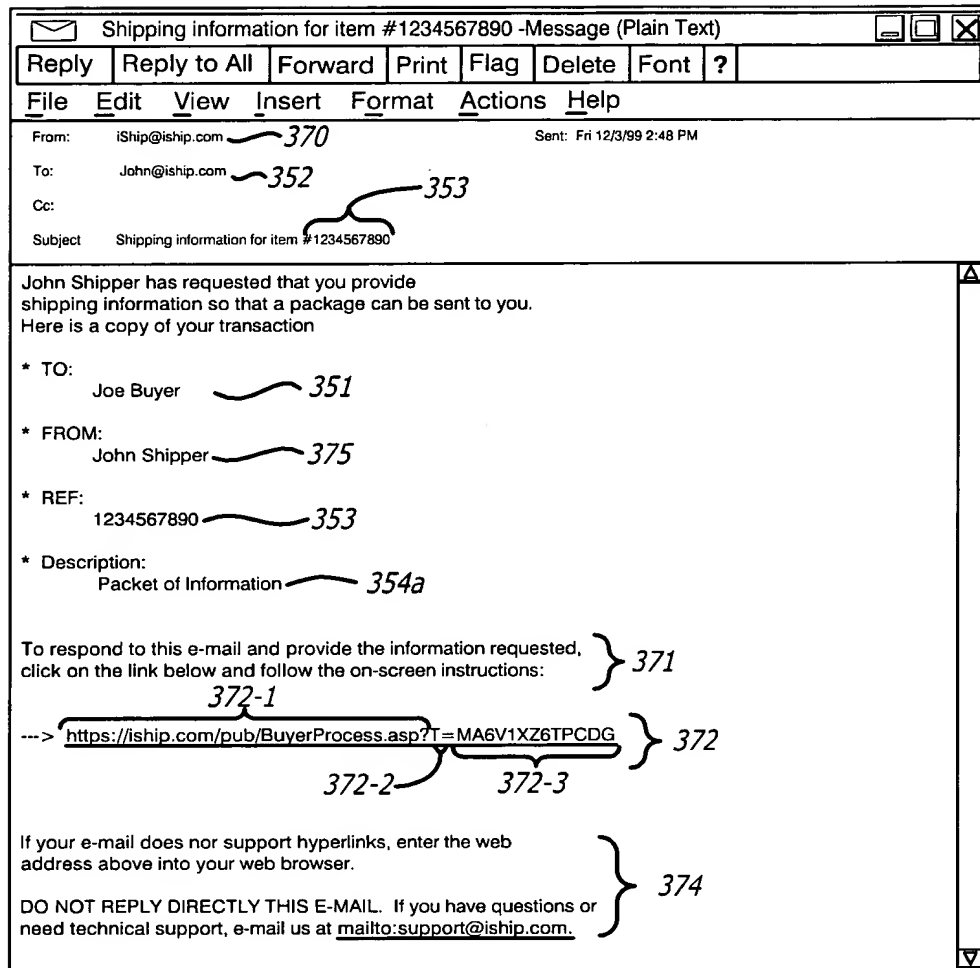 Shipping information for item #1234567890 -Message (Plain Text)
Reply Reply to All Forward Print Flag Delete Font ?
File Edit View Insert Format Actions Help
From: iShip@iship.com 370 Sent: Fri 12/3/99 2:48 PM
To: John@iship.com 352
353
Cc:
Subject Shipping information for item #1234567890
John Shipper has requested that you provide
shipping information so that a package can be sent to you.
Here is a copy of your transaction
* TO:
Joe Buyer 351
* FROM:
John Shipper 375
* REF:
1234567890 353
* Description:
Packet of Information 354a
To respond to this e-mail and provide the information requested,
click on the link below and follow the on-screen instructions:
371
372-1
---> https://iship.com/pub/BuyerProcess.asp?T=MA6V1XZ6TPCDG 372
372-2 372-3
If your e-mail does nor support hyperlinks, enter the web
address above into your web browser.
374
DO NOT REPLY DIRECTLY THIS E-MAIL. If you have questions or
need technical support, e-mail us at mailto:support@iship.com.